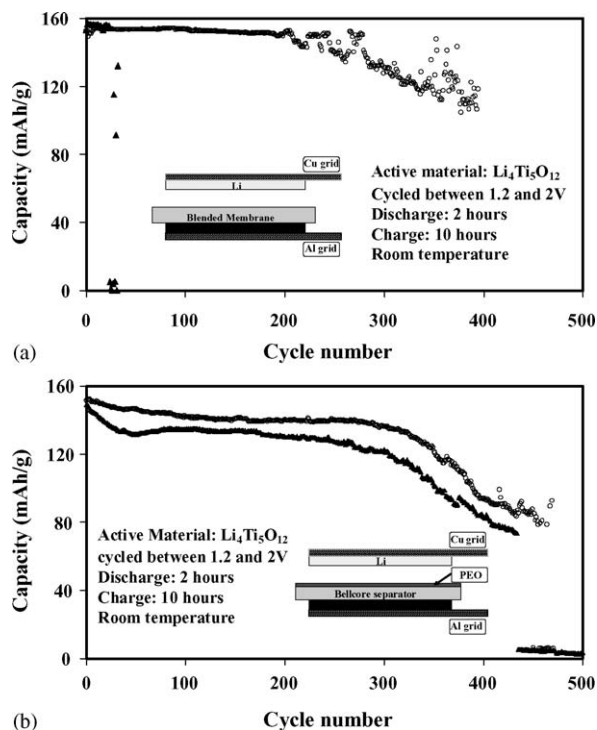 160
120
80
40
0
Capacity (mAh/g)
Cu grid
Li
Blended Membrane
Al grid
Active material: Li₄Ti₅O₁₂
Cycled between 1.2 and 2V
Discharge: 2 hours
Charge: 10 hours
Room temperature
0 100 200 300 400 500
(a) Cycle number
160
120
80
40
0
Capacity (mAh/g)
Active Material: Li₄Ti₅O₁₂
cycled between 1.2 and 2V
Discharge: 2 hours
Charge: 10 hours
Room temperature
Cu grid
Li
PEO
Bellcore separator
Al grid
0 100 200 300 400 500
(b) Cycle number